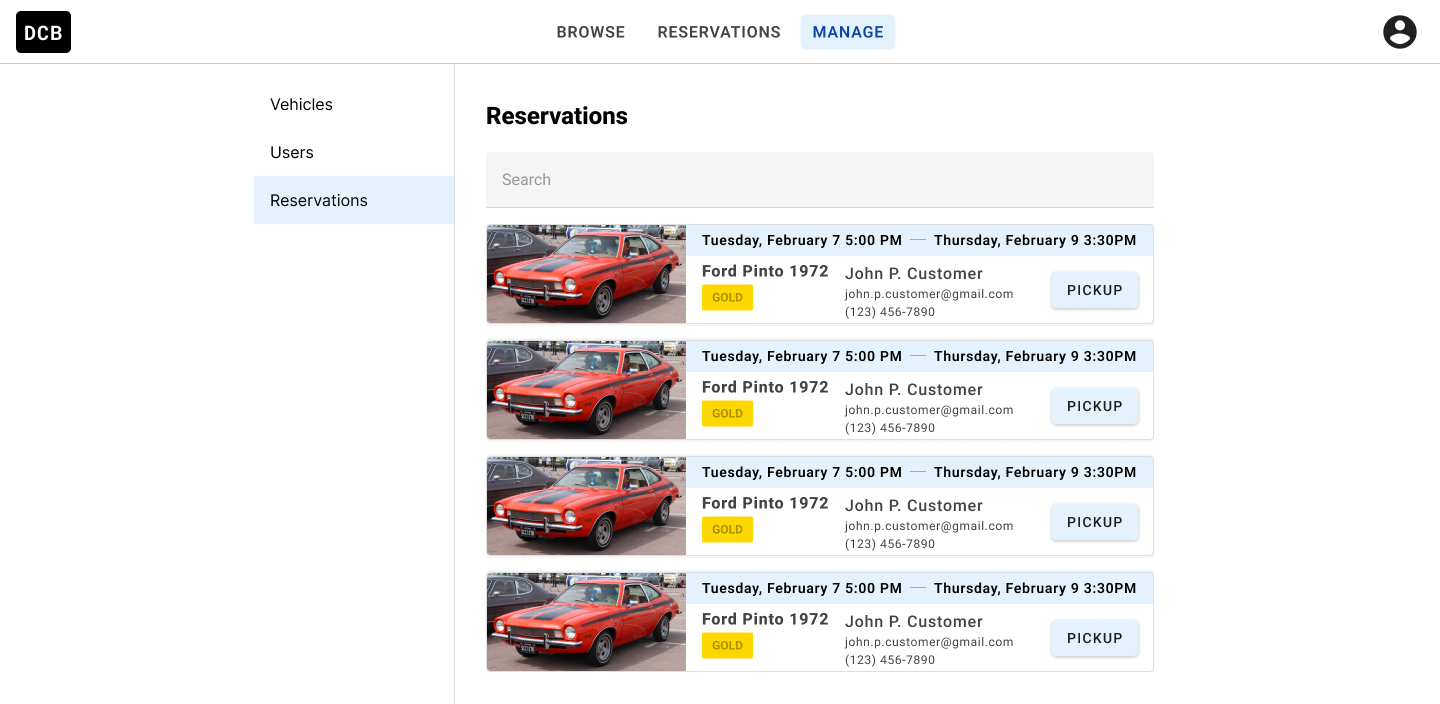 DCB
BROWSE RESERVATIONS MANAGE
Vehicles
Users
Reservations
Reservations
Search
Tuesday, February 7 5:00 PM — Thursday, February 9 3:30PM
Ford Pinto 1972
GOLD
John P. Customer
john.p.customer@gmail.com
(123) 456-7890
PICKUP
Tuesday, February 7 5:00 PM — Thursday, February 9 3:30PM
Ford Pinto 1972
GOLD
John P. Customer
john.p.customer@gmail.com
(123) 456-7890
PICKUP
Tuesday, February 7 5:00 PM — Thursday, February 9 3:30PM
Ford Pinto 1972
GOLD
John P. Customer
john.p.customer@gmail.com
(123) 456-7890
PICKUP
Tuesday, February 7 5:00 PM — Thursday, February 9 3:30PM
Ford Pinto 1972
GOLD
John P. Customer
john.p.customer@gmail.com
(123) 456-7890
PICKUP